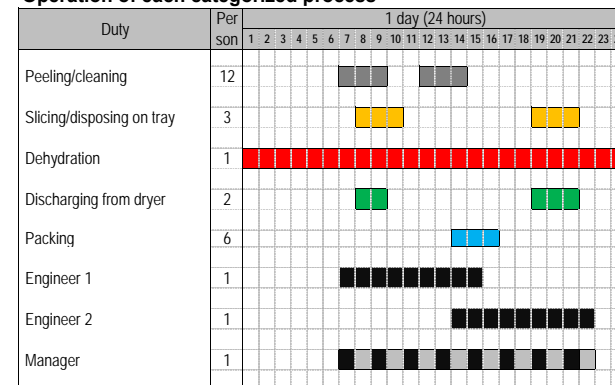 Operation of each categorized process
Duty
Per son
1 day (24 hours)
1 2 3 4 5 6 7 8 9 10 11 12 13 14 15 16 17 18 19 20 21 22 23
Peeling/cleaning 12
Slicing/disposing on tray 3
Dehydration 1
Discharging from dryer 2
Packing 6
Engineer 1 1
Engineer 2 1
Manager 1